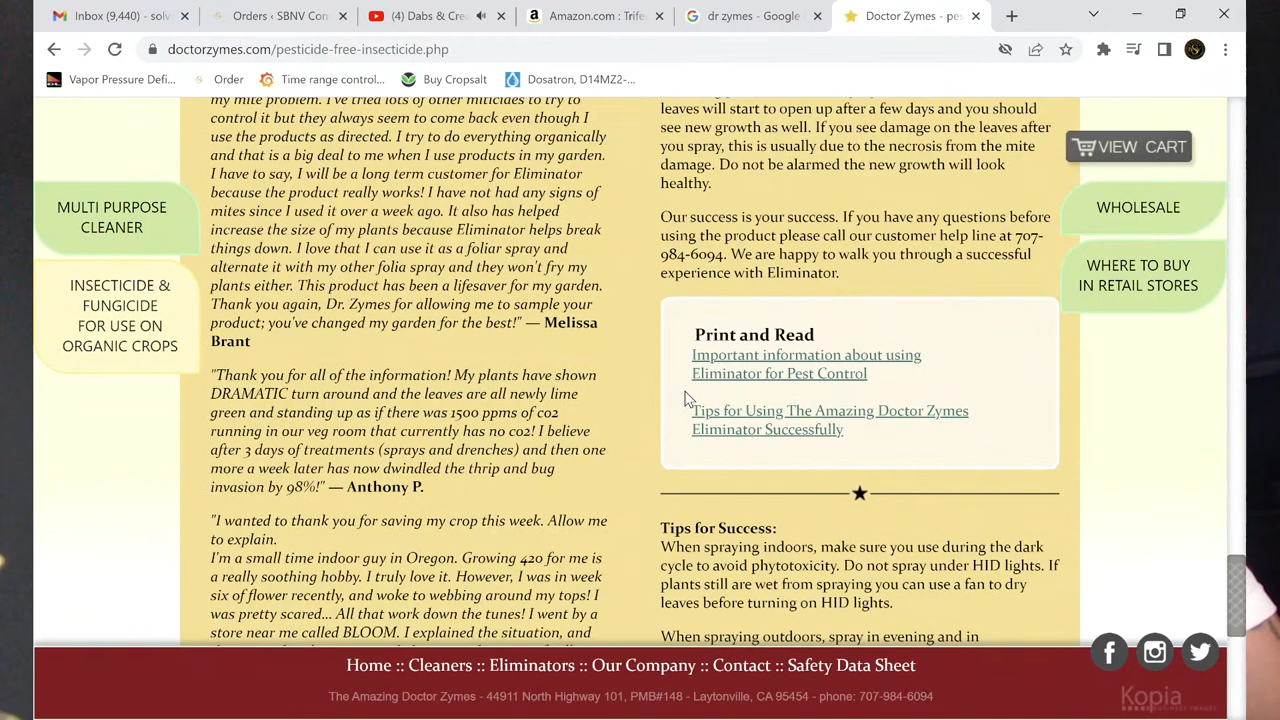 Inbox (9,440) - solv
Orders ‹ SBNV Con
(4) Dabs & Cre
Amazon.com : Trife
dr zymes - Google
Doctor Zymes - pes
doctorzymes.com/pesticide-free-insecticide.php
Vapor Pressure Defi...
Order
Time range control...
Buy Cropsalt
Dosatron, D14MZ2-...
my mite problem. I've tried lots of other miticides to try to
control it but they always seem to come back even though I
use the products as directed. I try to do everything organically
and that is a big deal to me when I use products in my garden.
I have to say, I will be a long term customer for Eliminator
because the product really works! I have not had any signs of
mites since I used it over a week ago. It also has helped
increase the size of my plants because Eliminator helps break
things down. I love that I can use it as a foliar spray and
alternate it with my other folia spray and they won't fry my
plants either. This product has been a lifesaver for my garden.
Thank you again, Dr. Zymes for allowing me to sample your
product; you've changed my garden for the best!" — Melissa
Brant
"Thank you for all of the information! My plants have shown
DRAMATIC turn around and the leaves are all newly lime
green and standing up as if there was 1500 ppms of co2
running in our veg room that currently has no co2! I believe
after 3 days of treatments (sprays and drenches) and then one
more a week later has now dwindled the thrip and bug
invasion by 98%!" — Anthony P.
"I wanted to thank you for saving my crop this week. Allow me
to explain.
I'm a small time indoor guy in Oregon. Growing 420 for me is
a really soothing hobby. I truly love it. However, I was in week
six of flower recently, and woke to webbing around my tops! I
was pretty scared... All that work down the tunes! I went by a
store near me called BLOOM. I explained the situation, and
MULTI PURPOSE
CLEANER
INSECTICIDE &
FUNGICIDE
FOR USE ON
ORGANIC CROPS
leaves will start to open up after a few days and you should
see new growth as well. If you see damage on the leaves after
you spray, this is usually due to the necrosis from the mite
damage. Do not be alarmed the new growth will look
healthy.
Our success is your success. If you have any questions before
using the product please call our customer help line at 707-
984-6094. We are happy to walk you through a successful
experience with Eliminator.
Print and Read
Important information about using
Eliminator for Pest Control
Tips for Using The Amazing Doctor Zymes
Eliminator Successfully
Tips for Success:
When spraying indoors, make sure you use during the dark
cycle to avoid phytotoxicity. Do not spray under HID lights. If
plants still are wet from spraying you can use a fan to dry
leaves before turning on HID lights.
When spraying outdoors, spray in evening and in
VIEW CART
WHOLESALE
WHERE TO BUY
IN RETAIL STORES
Home :: Cleaners :: Eliminators :: Our Company :: Contact :: Safety Data Sheet
The Amazing Doctor Zymes - 44911 North Highway 101, PMB#148 - Laytonville, CA 95454 - phone: 707-984-6094
Kopia